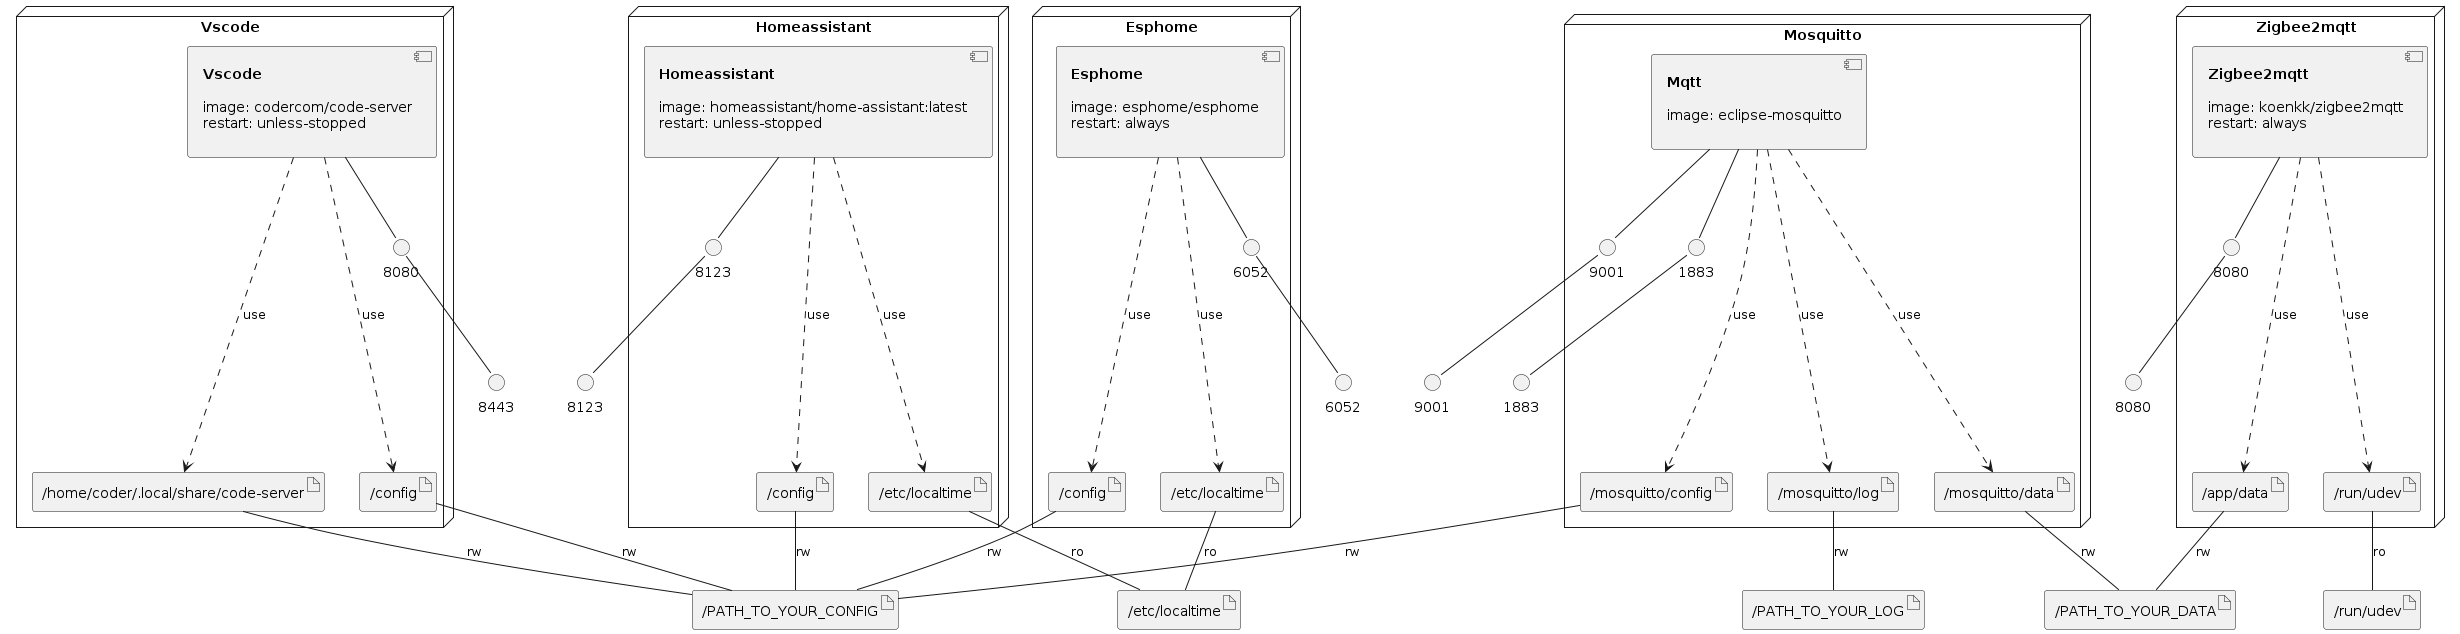 Vscode
Homeassistant
Esphome
Mosquitto
Zigbee2mqtt
Vscode
image: codercom/code-server
restart: unless-stopped
Homeassistant
image: homeassistant/home-assistant:latest
restart: unless-stopped
Esphome
image: esphome/esphome
restart: always
Mqtt
image: eclipse-mosquitto
Zigbee2mqtt
image: koenkk/zigbee2mqtt
restart: always
8080
8123
6052
9001
1883
8080
use
use
use
use
use
use
use
use
use
use
use
8443
8123
6052
9001
1883
8080
/home/coder/.local/share/code-server
/config
/config
/etc/localtime
/config
/etc/localtime
/mosquitto/config
/mosquitto/log
/mosquitto/data
/app/data
/run/udev
rw
rw
rw
rw
ro
ro
rw
rw
rw
rw
ro
/PATH_TO_YOUR_CONFIG
/etc/localtime
/PATH_TO_YOUR_LOG
/PATH_TO_YOUR_DATA
/run/udev